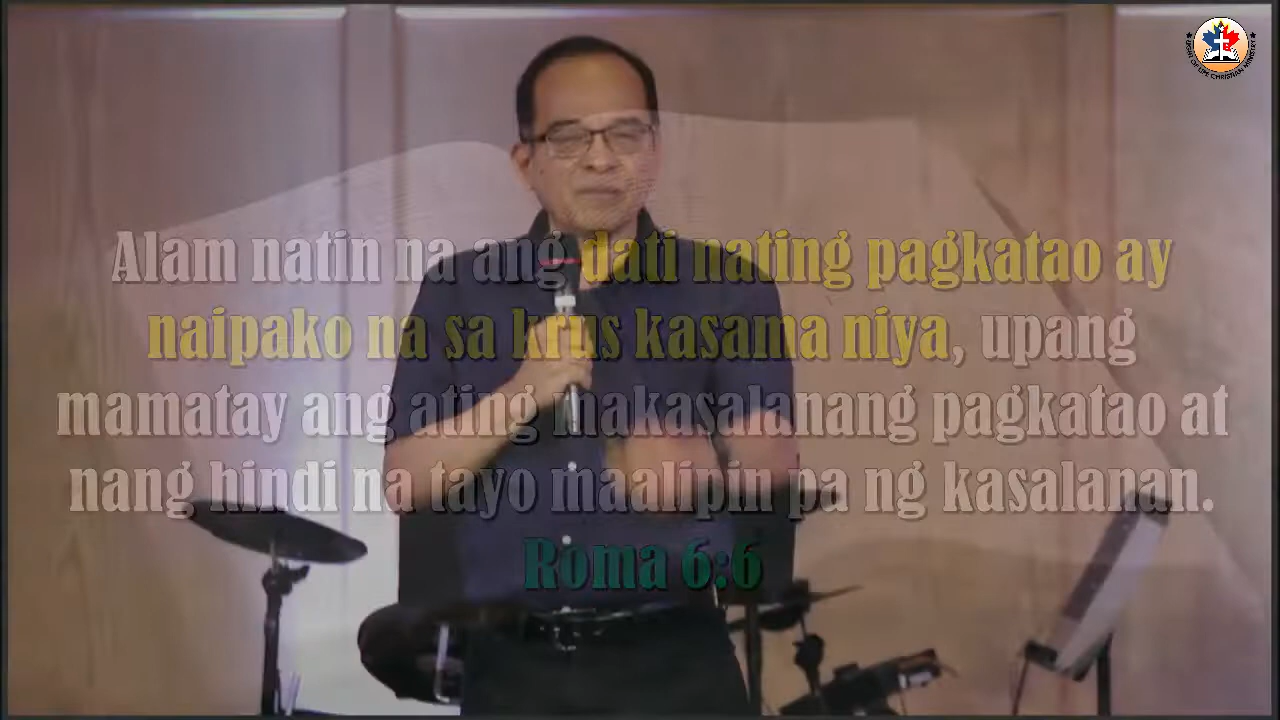 Alam natin na ang dati nating pagkatao ay
naipako na sa krus kasama niya, upang
mamatay ang ating makasalanang pagkatao at
nang hindi na tayo maalipin pa ng kasalanan.
Roma 6:6